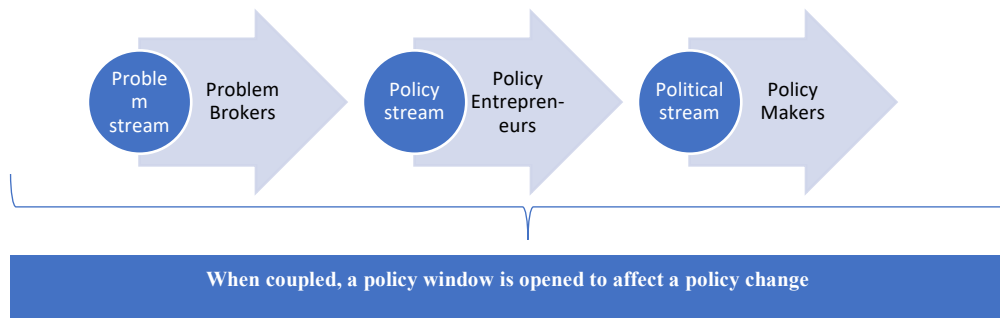 Proble
m
stream
Problem
Brokers
Policy
stream
Policy
Entrepren-
eurs
Political
stream
Policy
Makers
When coupled, a policy window is opened to affect a policy change